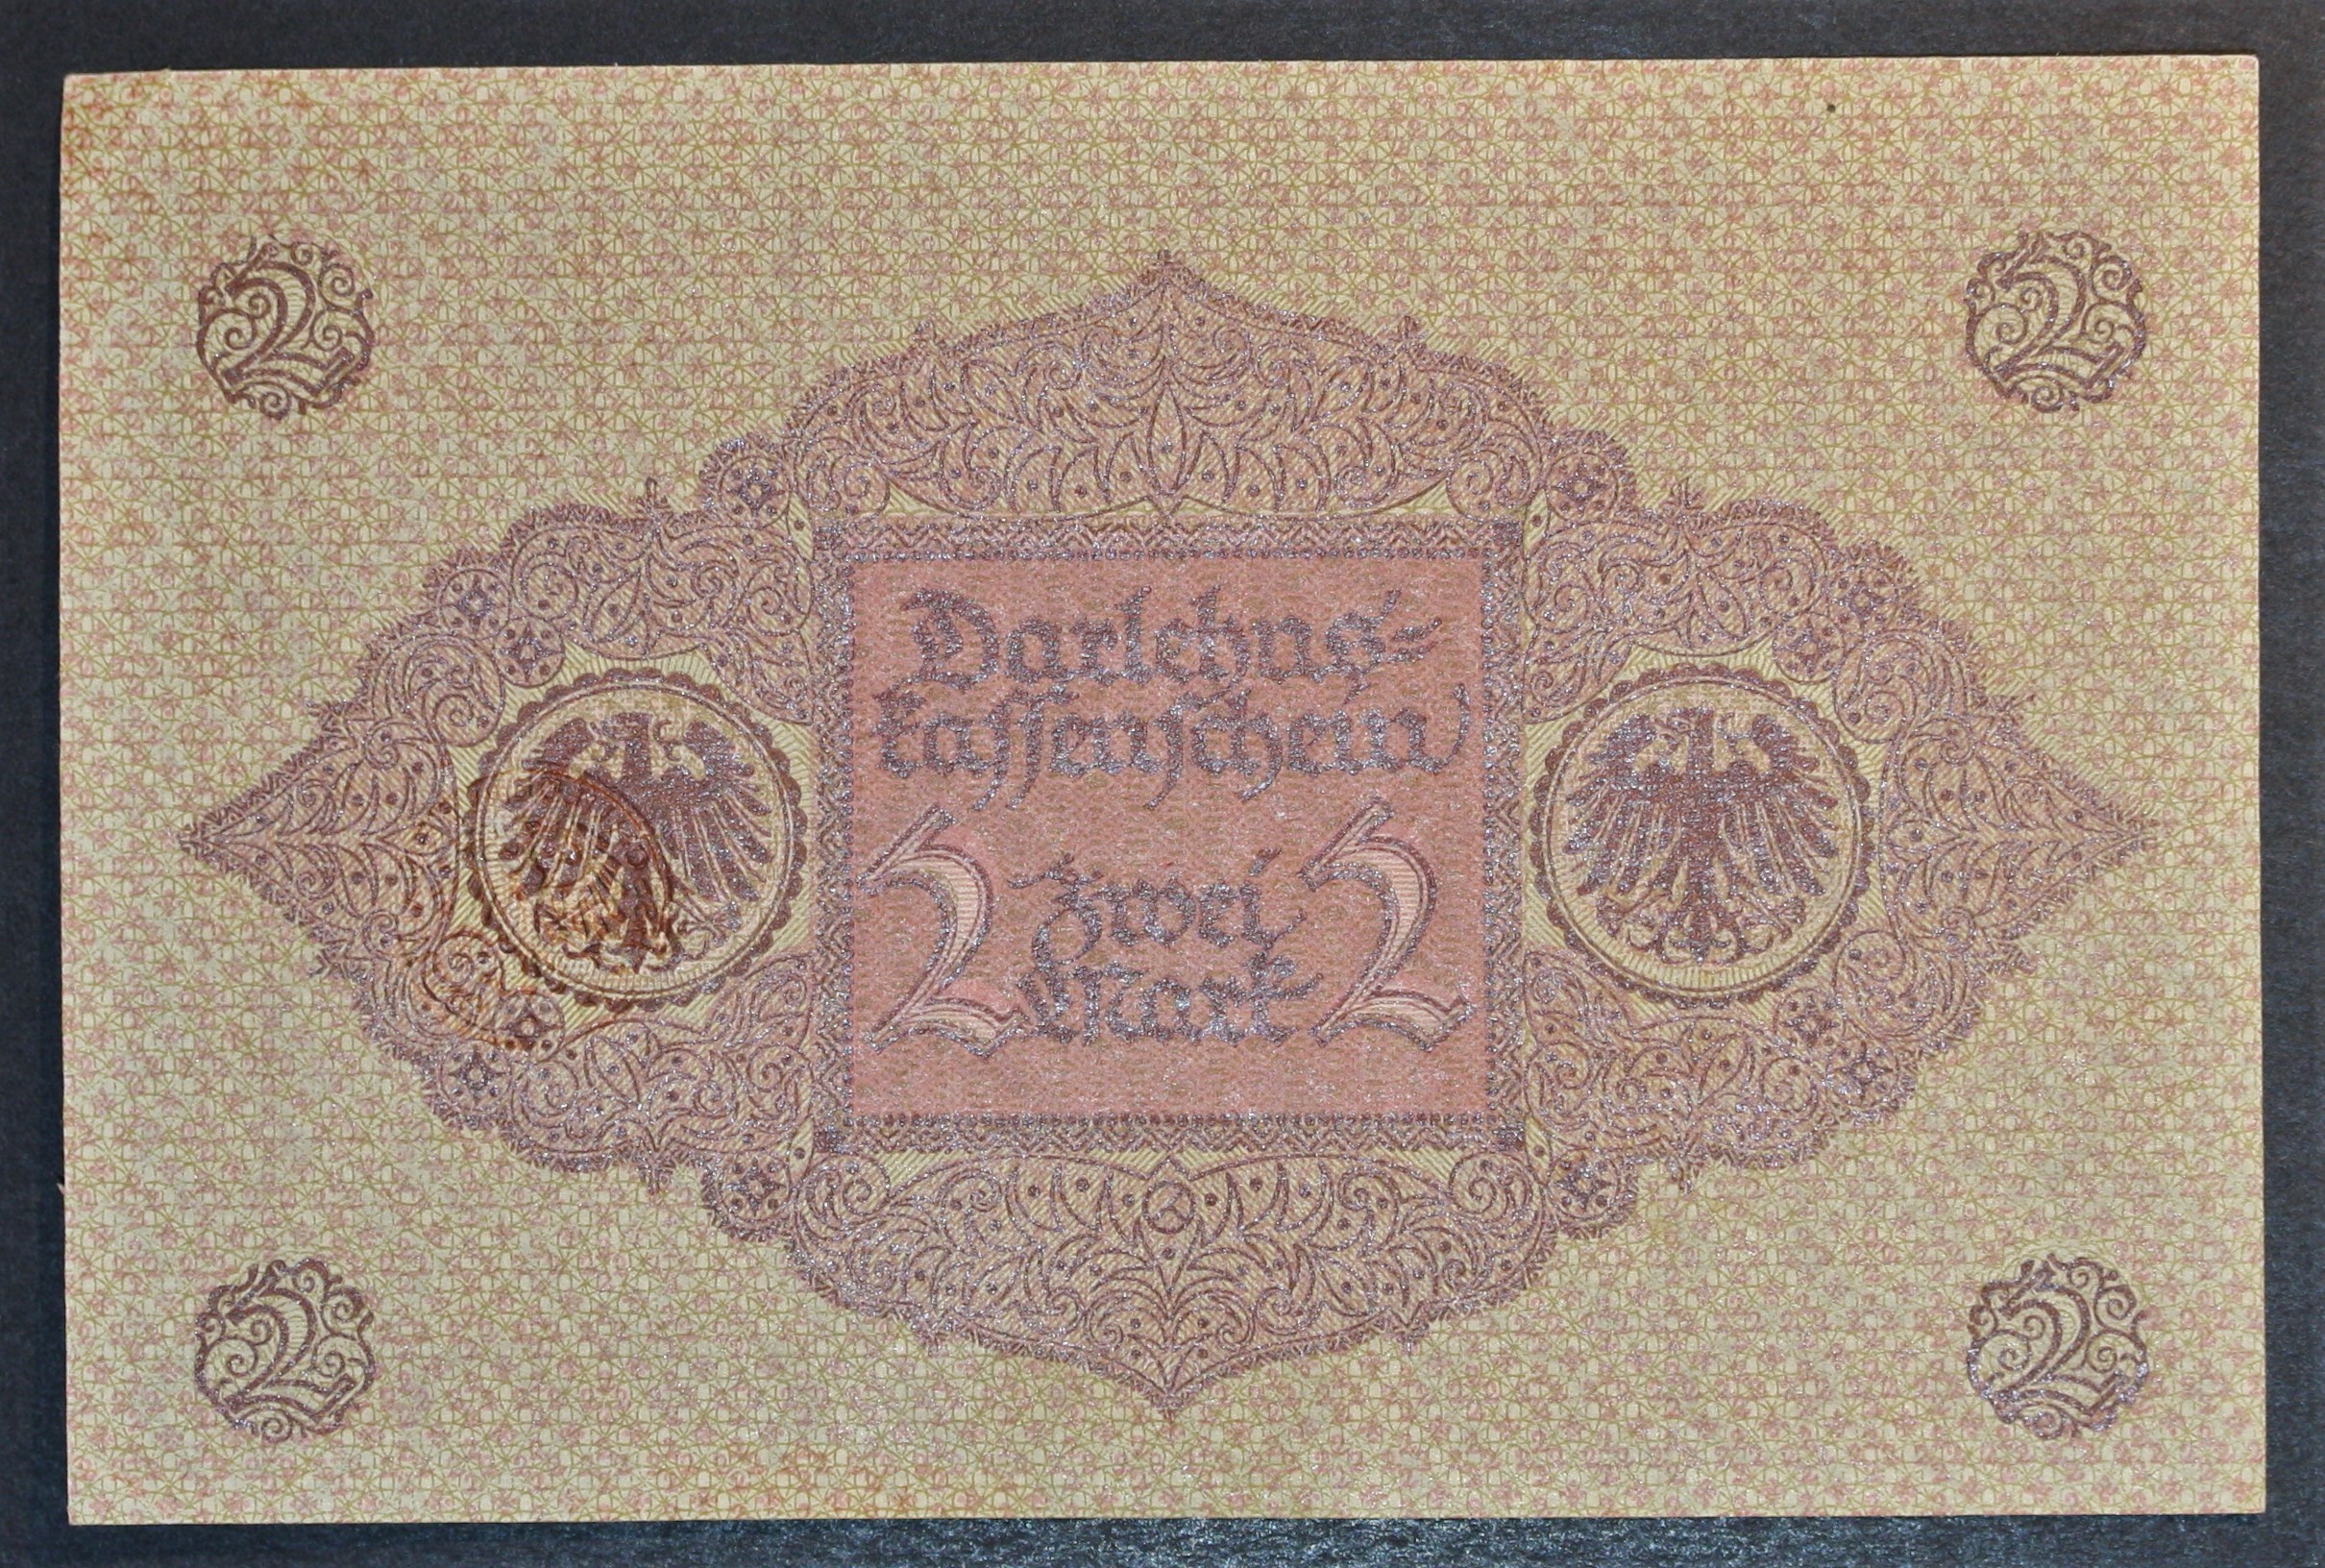 2 2
Darlehns-
kassenschein
2 zwei 2
Mark
2 2